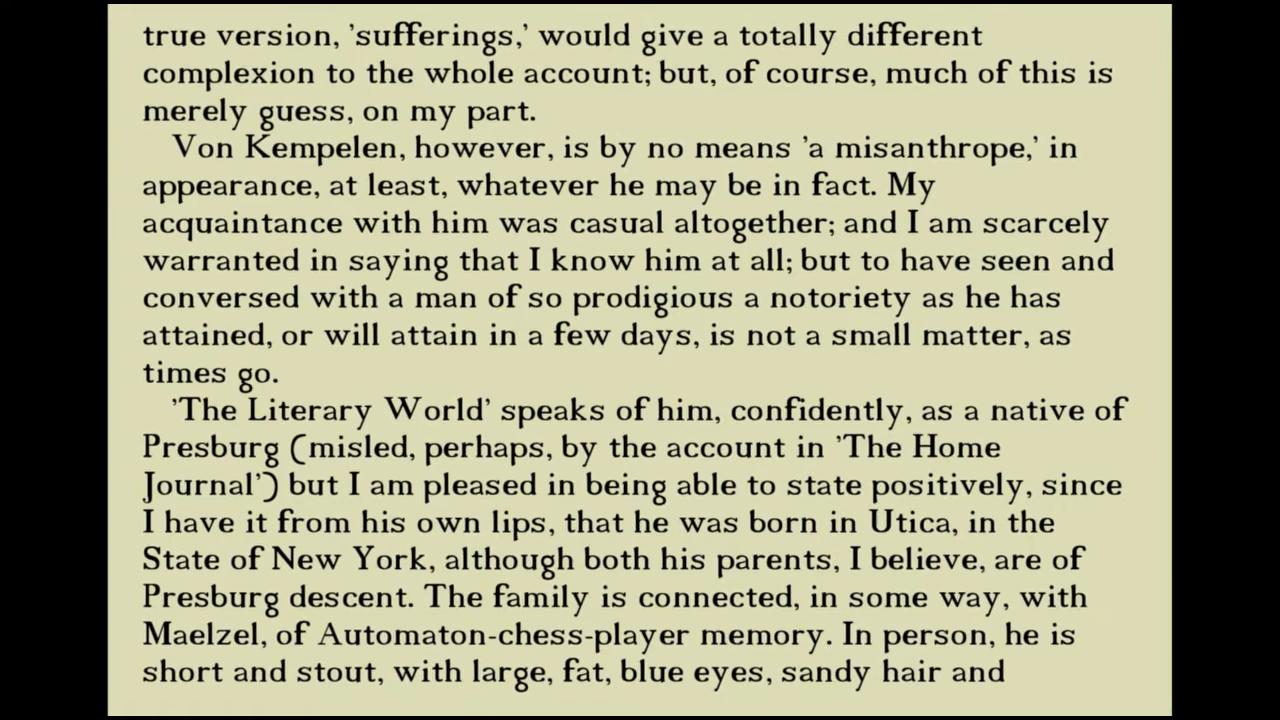 true version, 'sufferings,' would give a totally different
complexion to the whole account; but, of course, much of this is
merely guess, on my part.
Von Kempelen, however, is by no means 'a misanthrope,' in
appearance, at least, whatever he may be in fact. My
acquaintance with him was casual altogether; and I am scarcely
warranted in saying that I know him at all; but to have seen and
conversed with a man of so prodigious a notoriety as he has
attained, or will attain in a few days, is not a small matter, as
times go.
'The Literary World' speaks of him, confidently, as a native of
Presburg (misled, perhaps, by the account in 'The Home
Journal') but I am pleased in being able to state positively, since
I have it from his own lips, that he was born in Utica, in the
State of New York, although both his parents, I believe, are of
Presburg descent. The family is connected, in some way, with
Maelzel, of Automaton-chess-player memory. In person, he is
short and stout, with large, fat, blue eyes, sandy hair and